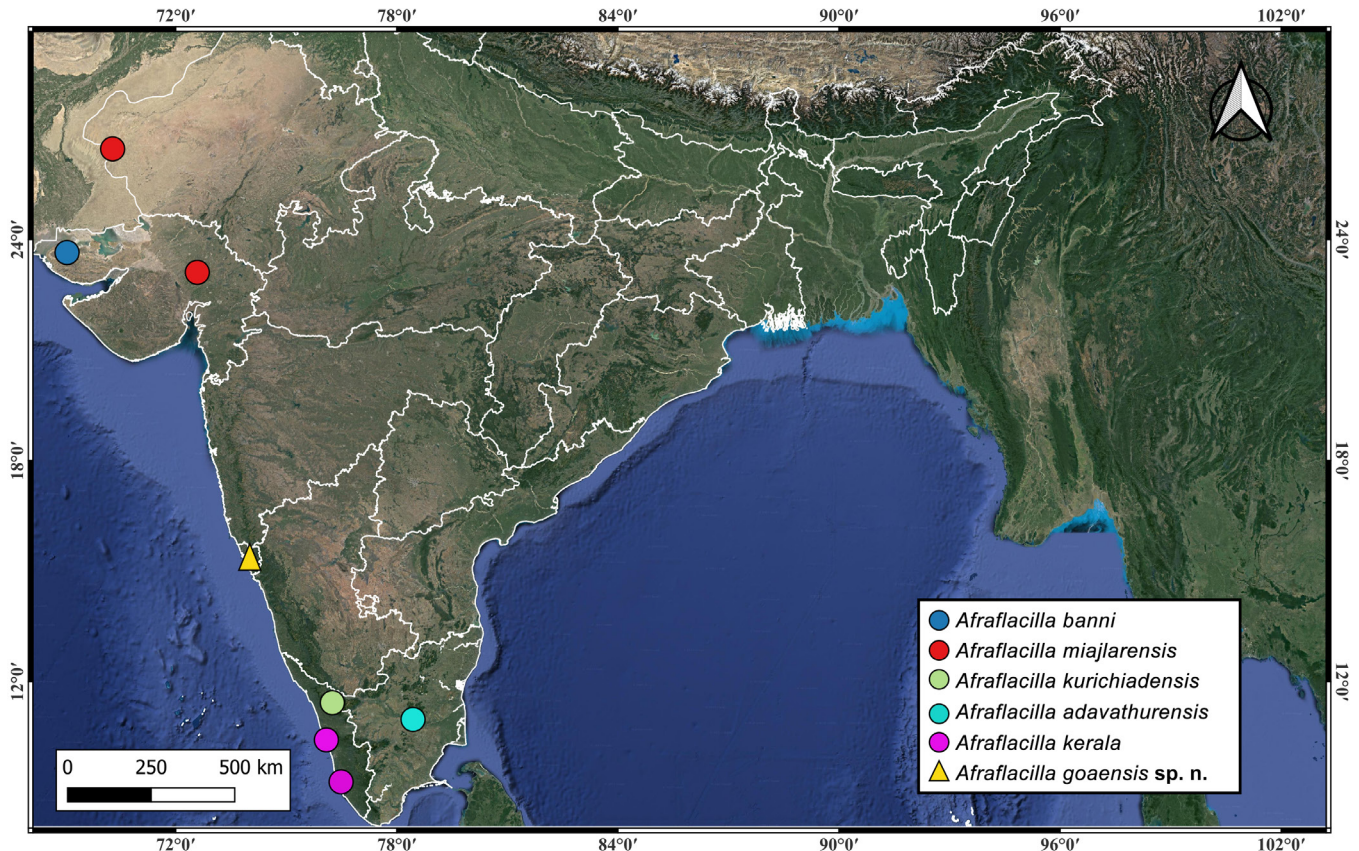 72°0′ 78°0′ 84°0′ 90°0′ 96°0′ 102°0′
24°0′ 24°0′
18°0′ 18°0′
12°0′ 12°0′
Afraflacilla banni
Afraflacilla miajlarensis
Afraflacilla kurichiadensis
Afraflacilla adavathurensis
Afraflacilla kerala
Afraflacilla goaensis sp. n.
0 250 500 km
72°0′ 78°0′ 84°0′ 90°0′ 96°0′ 102°0′